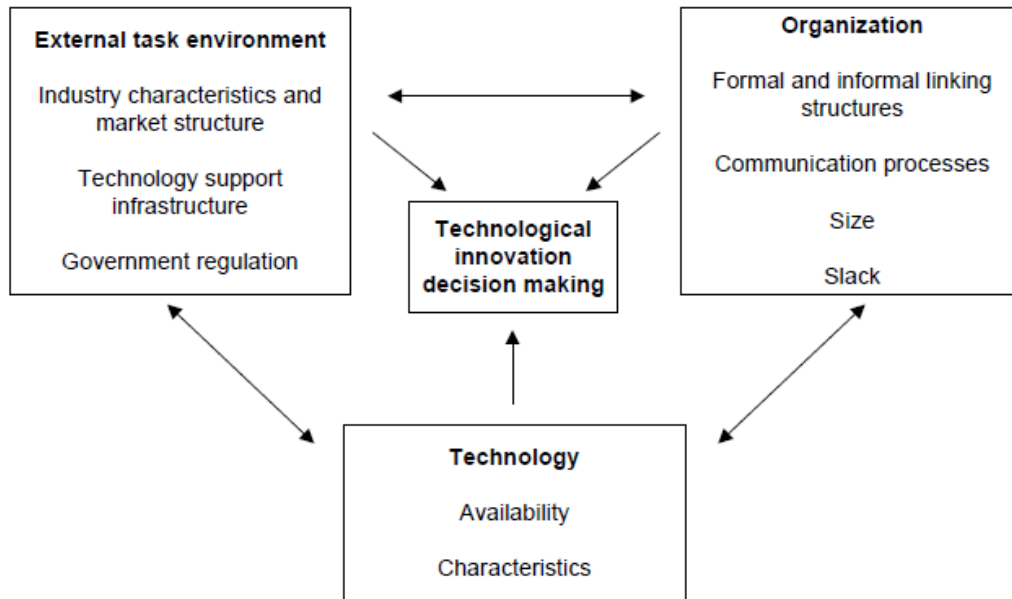 External task environment
Industry characteristics and
market structure
Technology support
infrastructure
Government regulation
Organization
Formal and informal linking
structures
Communication processes
Size
Slack
Technological
innovation
decision making
Technology
Availability
Characteristics